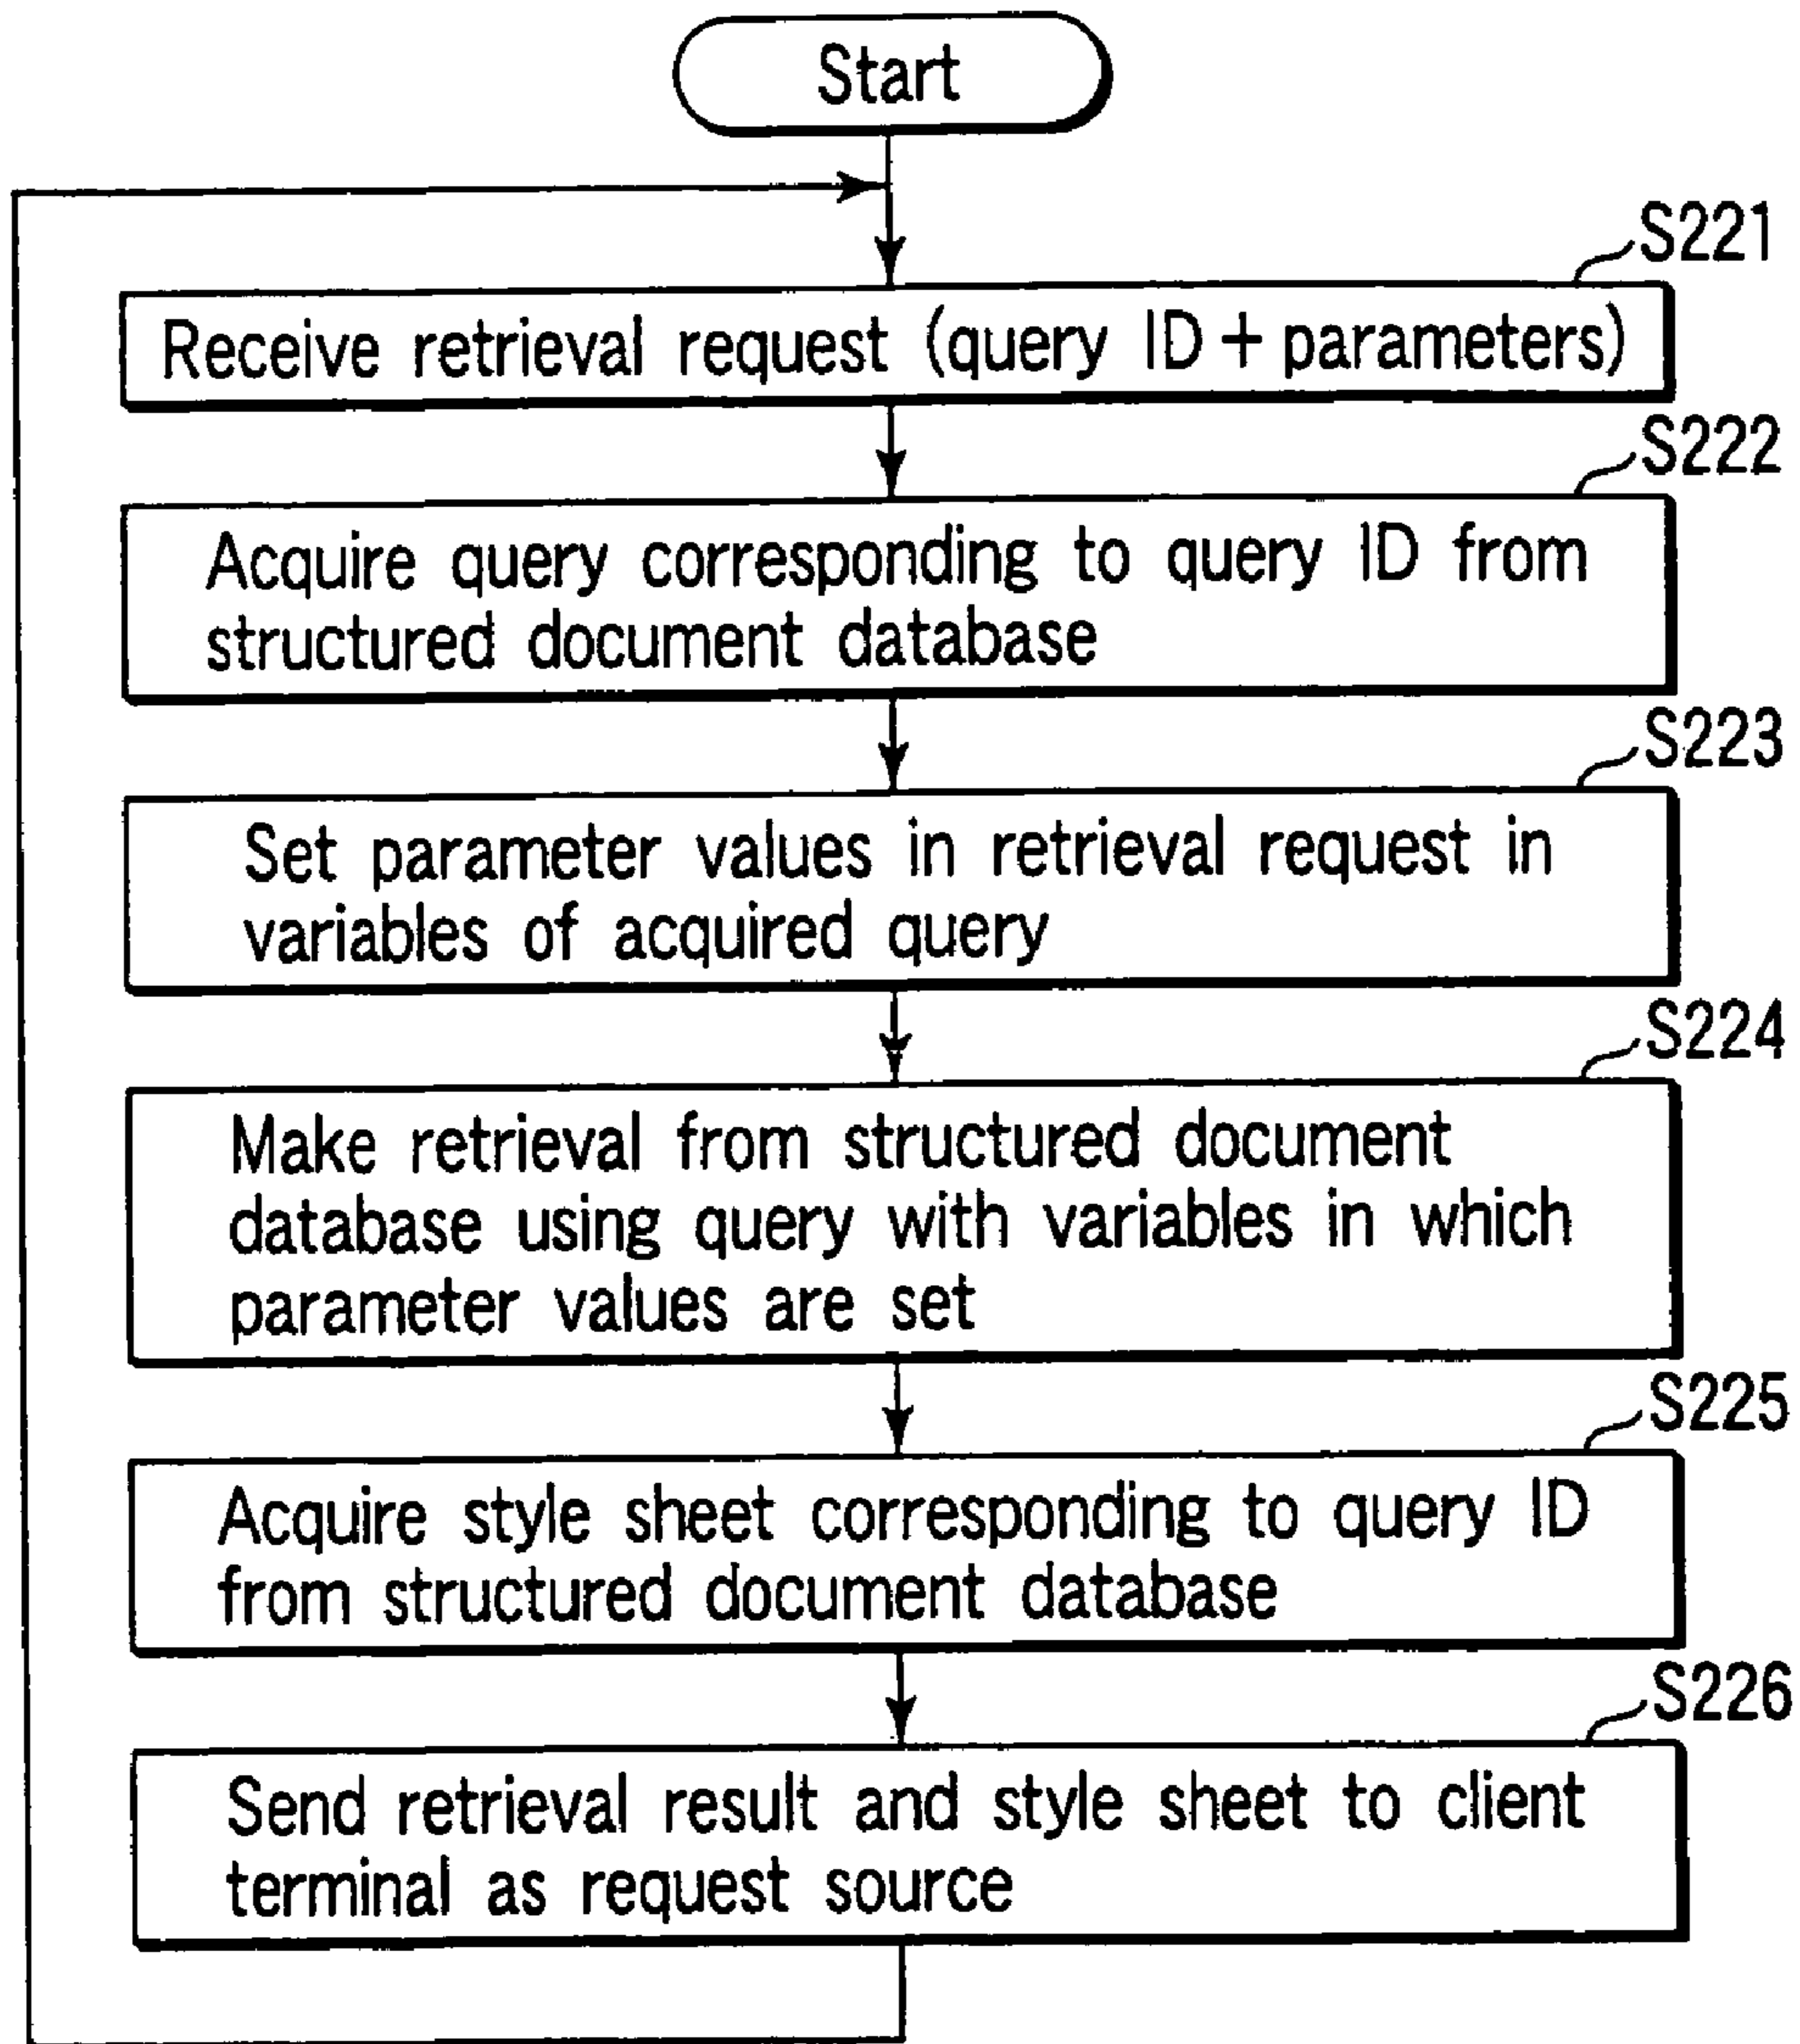 Start
S221
Receive retrieval request (query ID + parameters)
S222
Acquire query corresponding to query ID from
structured document database
S223
Set parameter values in retrieval request in
variables of acquired query
S224
Make retrieval from structured document
database using query with variables in which
parameter values are set
S225
Acquire style sheet corresponding to query ID
from structured document database
S226
Send retrieval result and style sheet to client
terminal as request source